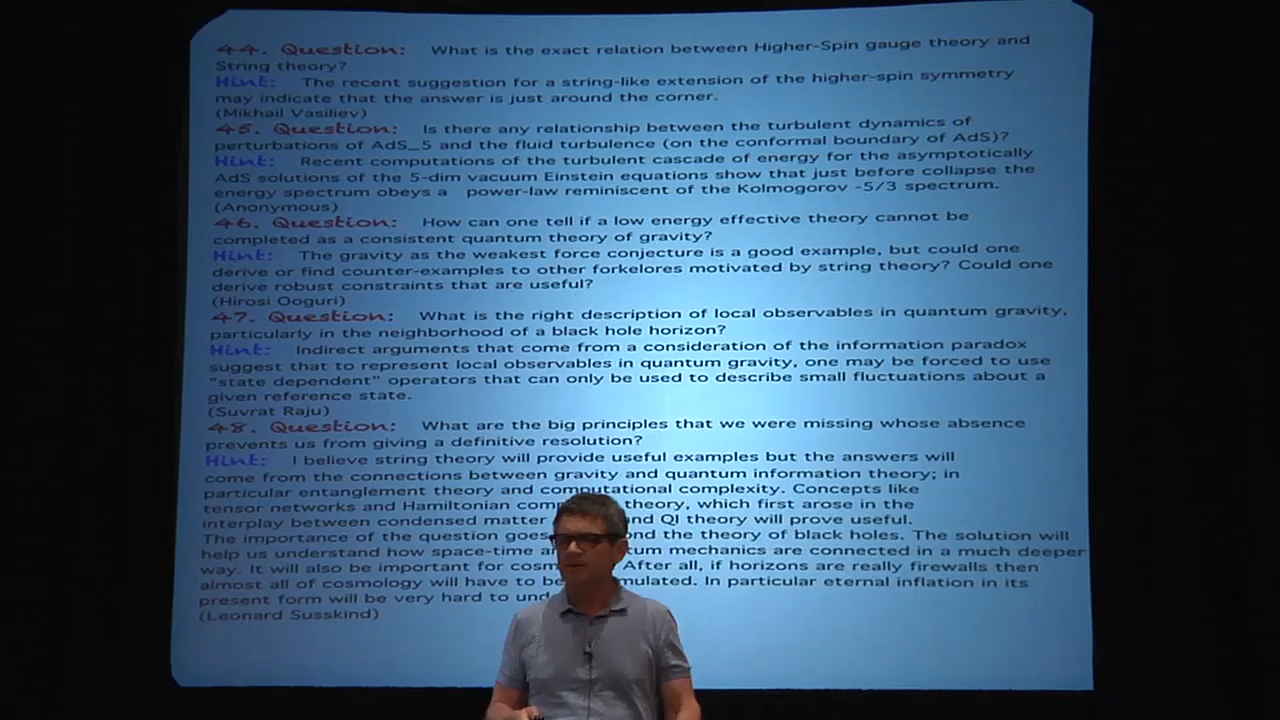 44. Question: What is the exact relation between Higher-Spin gauge theory and
String theory?
Hint: The recent suggestion for a string-like extension of the higher-spin symmetry
may indicate that the answer is just around the corner.
(Mikhail Vasiliev)
45. Question: Is there any relationship between the turbulent dynamics of
perturbations of AdS_5 and the fluid turbulence (on the conformal boundary of AdS)?
Hint: Recent computations of the turbulent cascade of energy for the asymptotically
AdS solutions of the 5-dim vacuum Einstein equations show that just before collapse the
energy spectrum obeys a power-law reminiscent of the Kolmogorov -5/3 spectrum.
(Anonymous)
46. Question: How can one tell if a low energy effective theory cannot be
completed as a consistent quantum theory of gravity?
Hint: The gravity as the weakest force conjecture is a good example, but could one
derive or find counter-examples to other forkelores motivated by string theory? Could one
derive robust constraints that are useful?
(Hirosi Ooguri)
47. Question: What is the right description of local observables in quantum gravity,
particularly in the neighborhood of a black hole horizon?
Hint: Indirect arguments that come from a consideration of the information paradox
suggest that to represent local observables in quantum gravity, one may be forced to use
"state dependent" operators that can only be used to describe small fluctuations about a
given reference state.
(Suvrat Raju)
48. Question: What are the big principles that we were missing whose absence
prevents us from giving a definitive resolution?
Hint: I believe string theory will provide useful examples but the answers will
come from the connections between gravity and quantum information theory; in
particular entanglement theory and computational complexity. Concepts like
tensor networks and Hamiltonian theory, which first arose in the
interplay between condensed matter and QI theory will prove useful.
The importance of the question goes the theory of black holes. The solution will
help us understand how space-time mechanics are connected in a much deeper
way. It will also be important for After all, if horizons are really firewalls then
almost all of cosmology will have to be In particular eternal inflation in its
present form will be very hard to
(Leonard Susskind)